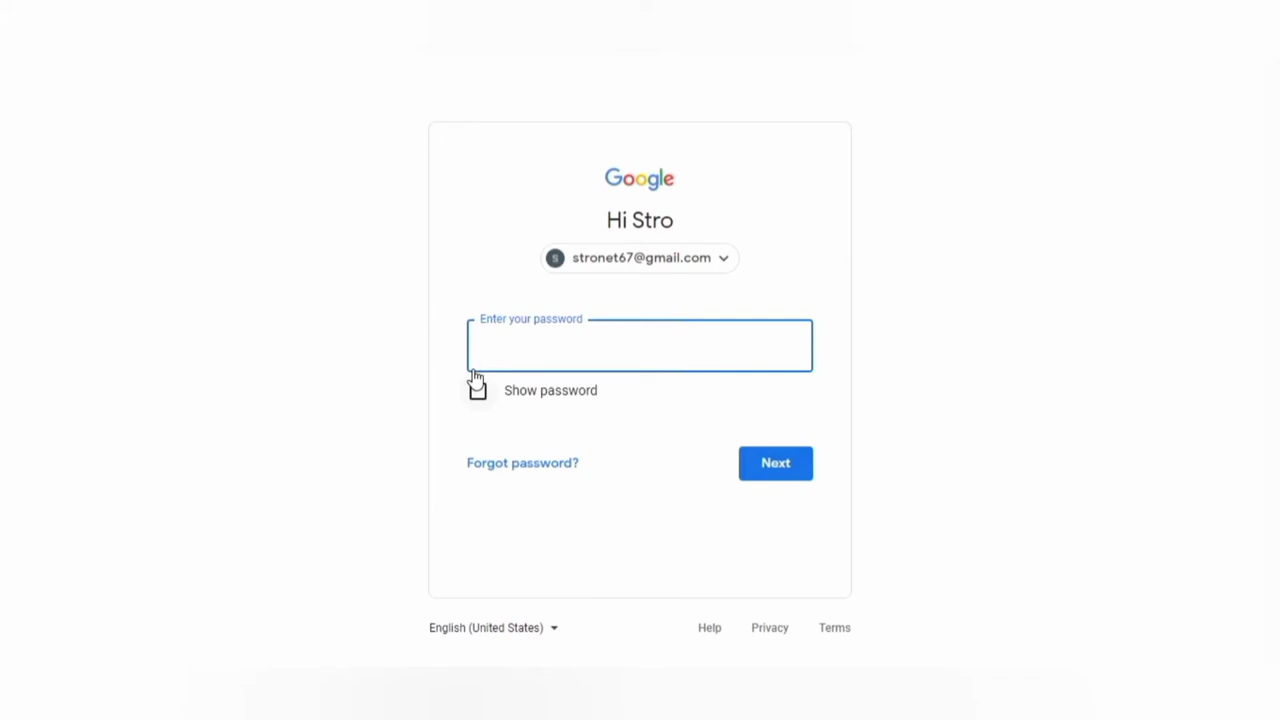 Google
Hi Stro
S stronet67@gmail.com
Enter your password
Show password
Forgot password? Next
English (United States) Help Privacy Terms